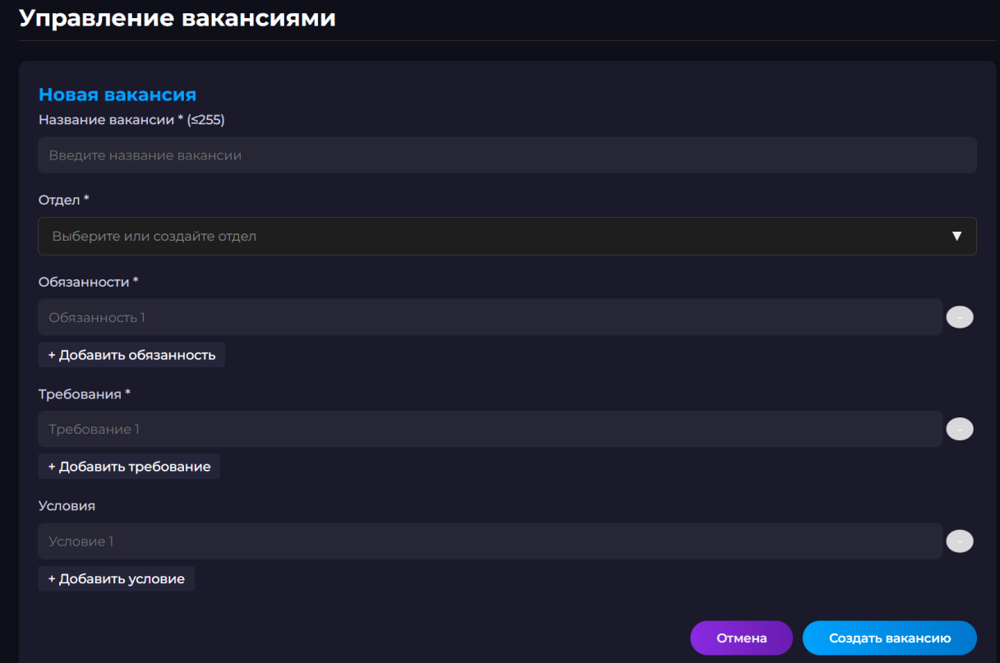 Управление вакансиями
Новая вакансия
Название вакансии * (≤255)
Введите название вакансии
Отдел *
Выберите или создайте отдел ▼
Обязанности *
Обязанность 1 -
+ Добавить обязанность
Требования *
Требование 1 -
+ Добавить требование
Условия
Условие 1 -
+ Добавить условие
Отмена Создать вакансию